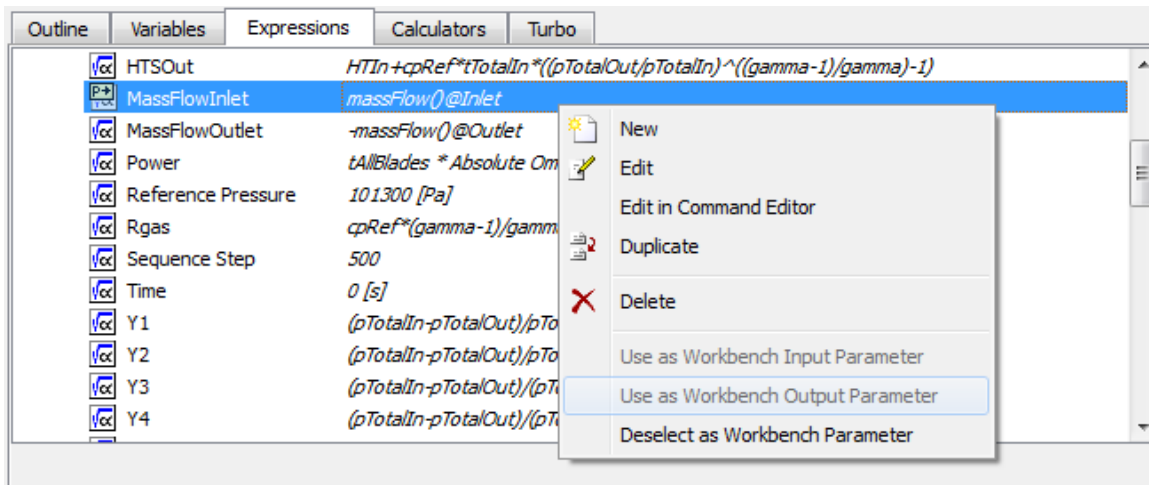 Outline Variables Expressions Calculators Turbo
HTSOut HTIn+cpRef*tTotalIn*((pTotalOut/pTotalIn)^((gamma-1)/gamma)-1)
P MassFlowInlet massFlow()@Inlet
MassFlowOutlet -massFlow()@Outlet
Power tAllBlades * Absolute Om
Reference Pressure 101300 [Pa]
Rgas cpRef*(gamma-1)/gamm
Sequence Step 500
Time 0 [s]
Y1 (pTotalIn-pTotalOut)/pTo
Y2 (pTotalIn-pTotalOut)/pTo
Y3 (pTotalIn-pTotalOut)/(pTo
Y4 (pTotalIn-pTotalOut)/(pTo
New
Edit
Edit in Command Editor
Duplicate
Delete
Use as Workbench Input Parameter
Use as Workbench Output Parameter
Deselect as Workbench Parameter